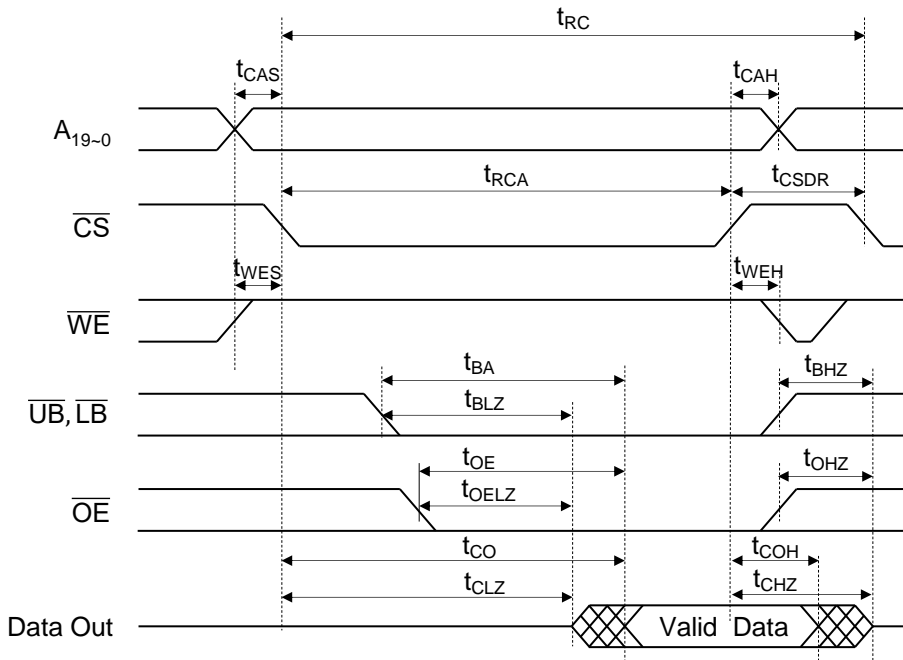 tRC
tCAS
tCAH
A19~0
tRCA
tCSDR
CS
tWES
tWEH
WE
tBA
tBHZ
tBLZ
UB, LB
tOE
tOHZ
tOELZ
OE
tCO
tCOH
tCLZ
tCHZ
Data Out
Valid Data